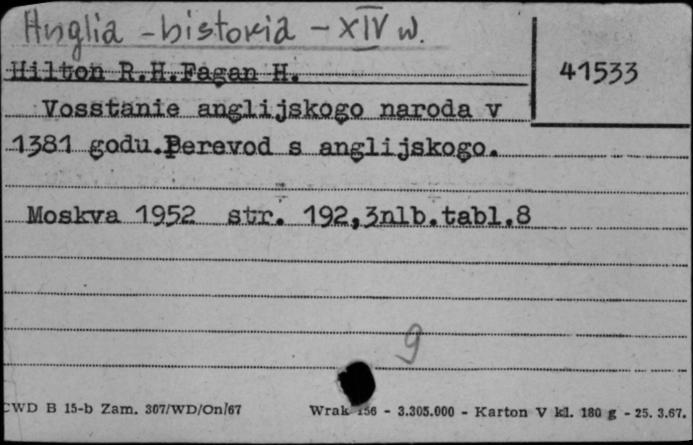 Anglia - historia - XIV w.
Hilton R.H.Fagan H.
41533
Vosstanie anglijskogo naroda v
1381 godu.Perevod s anglijskogo.
Moskva 1952 str. 192,3nlb.tabl.8
9
CWD B 15-b Zam. 307/WD/On/67 Wrak 156 - 3.305.000 - Karton V kl. 180 g - 25. 3.67.